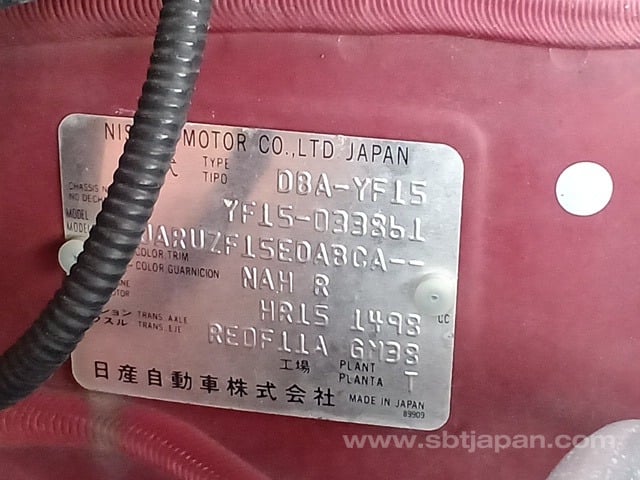 MOTOR CO.,LTD JAPAN
TYPE
TIPO DBA-YF15
CHASSIS
YF15-033861
MODEL
COLOR,TRIM
COLOR GUARNICION NAH R
HR15 1498 CC
TRANS.AXLE
TRANS.EJE RE0F11A GM38
工場 PLANT
PLANTA T
日産自動車株式会社 MADE IN JAPAN
89909
www.sbtjapan.com